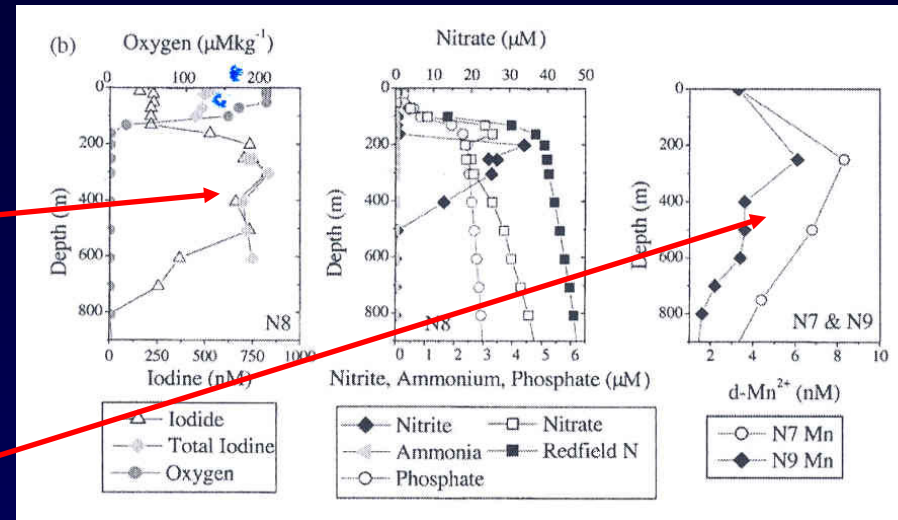 (b)
Oxygen (μMkg⁻¹)
0 100 200
Depth (m)
0
200
400
600
800
N8
0 250 500 750 1000
Iodine (nM)
Iodide
Total Iodine
Oxygen
Nitrate (μM)
0 10 20 30 40 50
Depth (m)
0
200
400
600
800
N8
0 1 2 3 4 5 6
Nitrite, Ammonium, Phosphate (μM)
Nitrite Nitrate
Ammonia Redfield N
Phosphate
Depth (m)
0
200
400
600
800
N7 & N9
2 4 6 8 10
d-Mn²⁺ (nM)
N7 Mn
N9 Mn